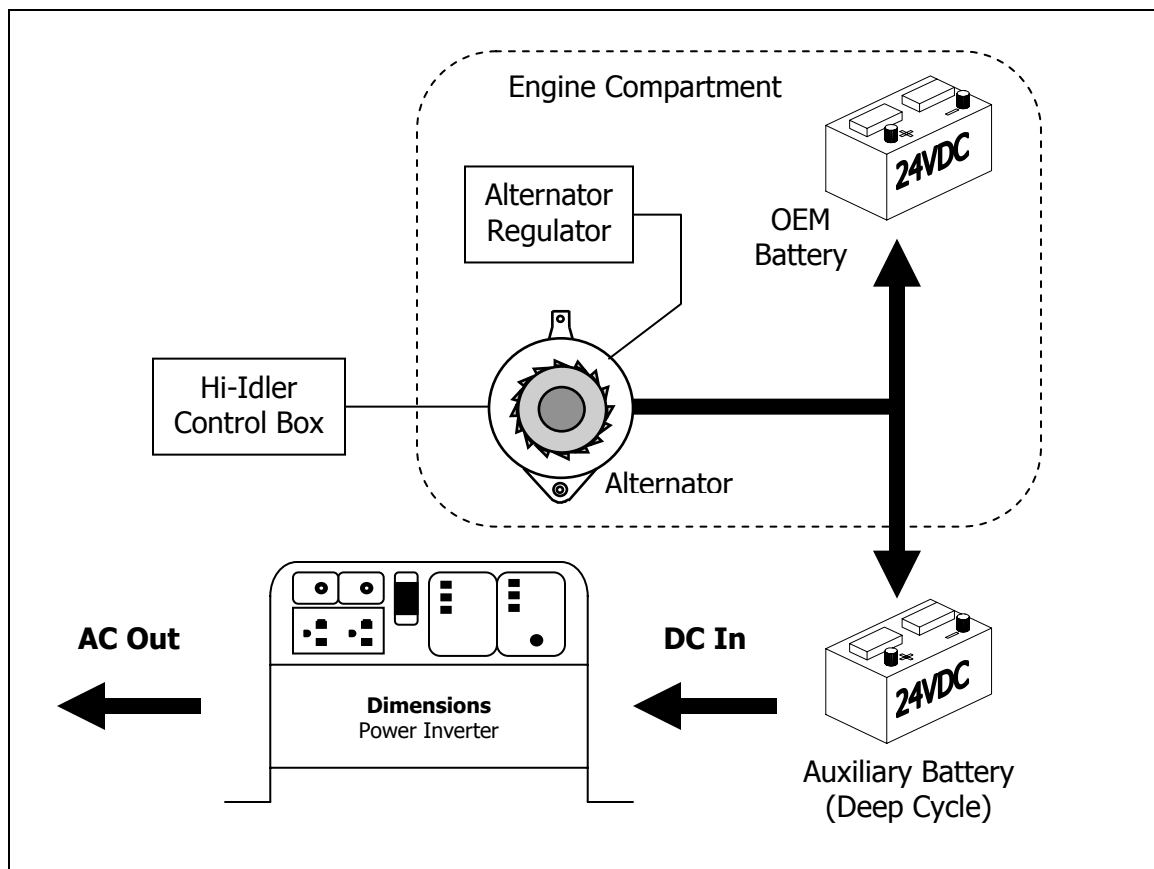 Engine Compartment
24VDC
OEM
Battery
Alternator
Regulator
Hi-Idler
Control Box
Alternator
AC Out
DC In
Dimensions
Power Inverter
24VDC
Auxiliary Battery
(Deep Cycle)